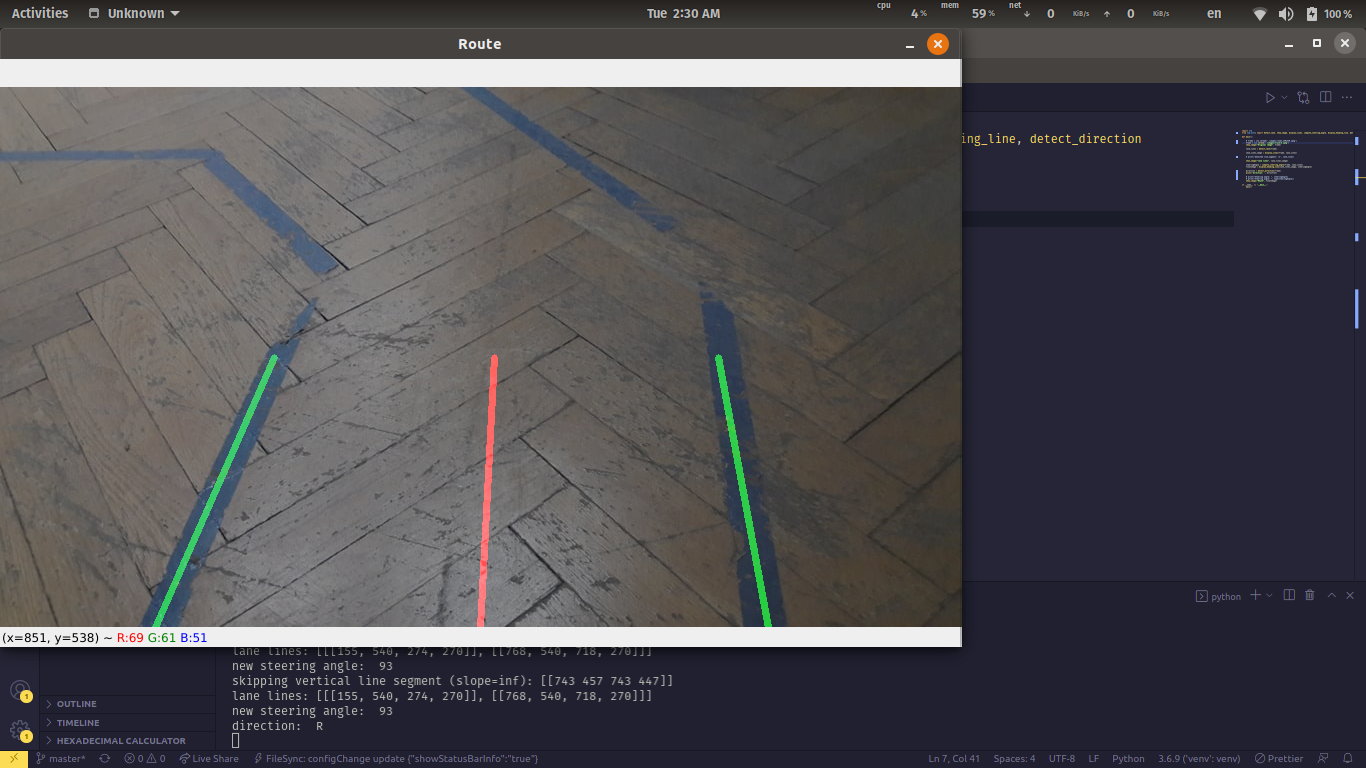 Activities Unknown Tue 2:30 AM cpu 4% mem 59% net ↓ 0 KiB/s ↑ 0 KiB/s en 100%
Route
ing_line, detect_direction
python
(x=851, y=538) ~ R:69 G:61 B:51
lane lines: [[[155, 540, 274, 270]], [[768, 540, 718, 270]]]
new steering angle: 93
skipping vertical line segment (slope=inf): [[743 457 743 447]]
lane lines: [[[155, 540, 274, 270]], [[768, 540, 718, 270]]]
new steering angle: 93
direction: R
1
1
OUTLINE
TIMELINE
HEXADECIMAL CALCULATOR
master* 0 0 Live Share FileSync: configChange update {"showStatusBarInfo":"true"} Ln 7, Col 41 Spaces: 4 UTF-8 LF Python 3.6.9 ('venv': venv) Prettier